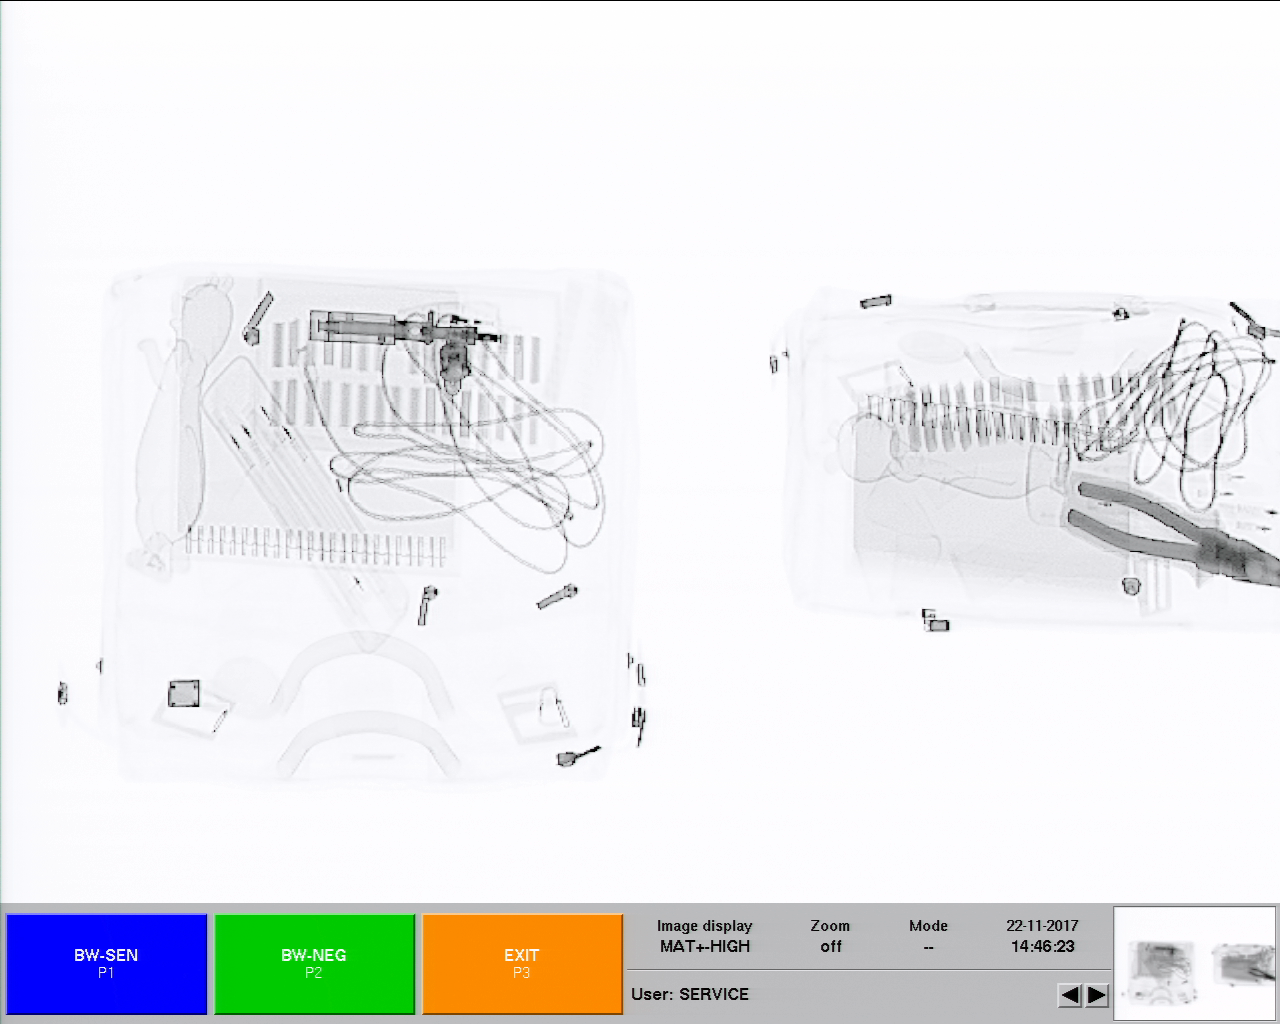 BW-SEN
P1
BW-NEG
P2
EXIT
P3
Image display
MAT+-HIGH
Zoom
off
Mode
--
22-11-2017
14:46:23
User: SERVICE